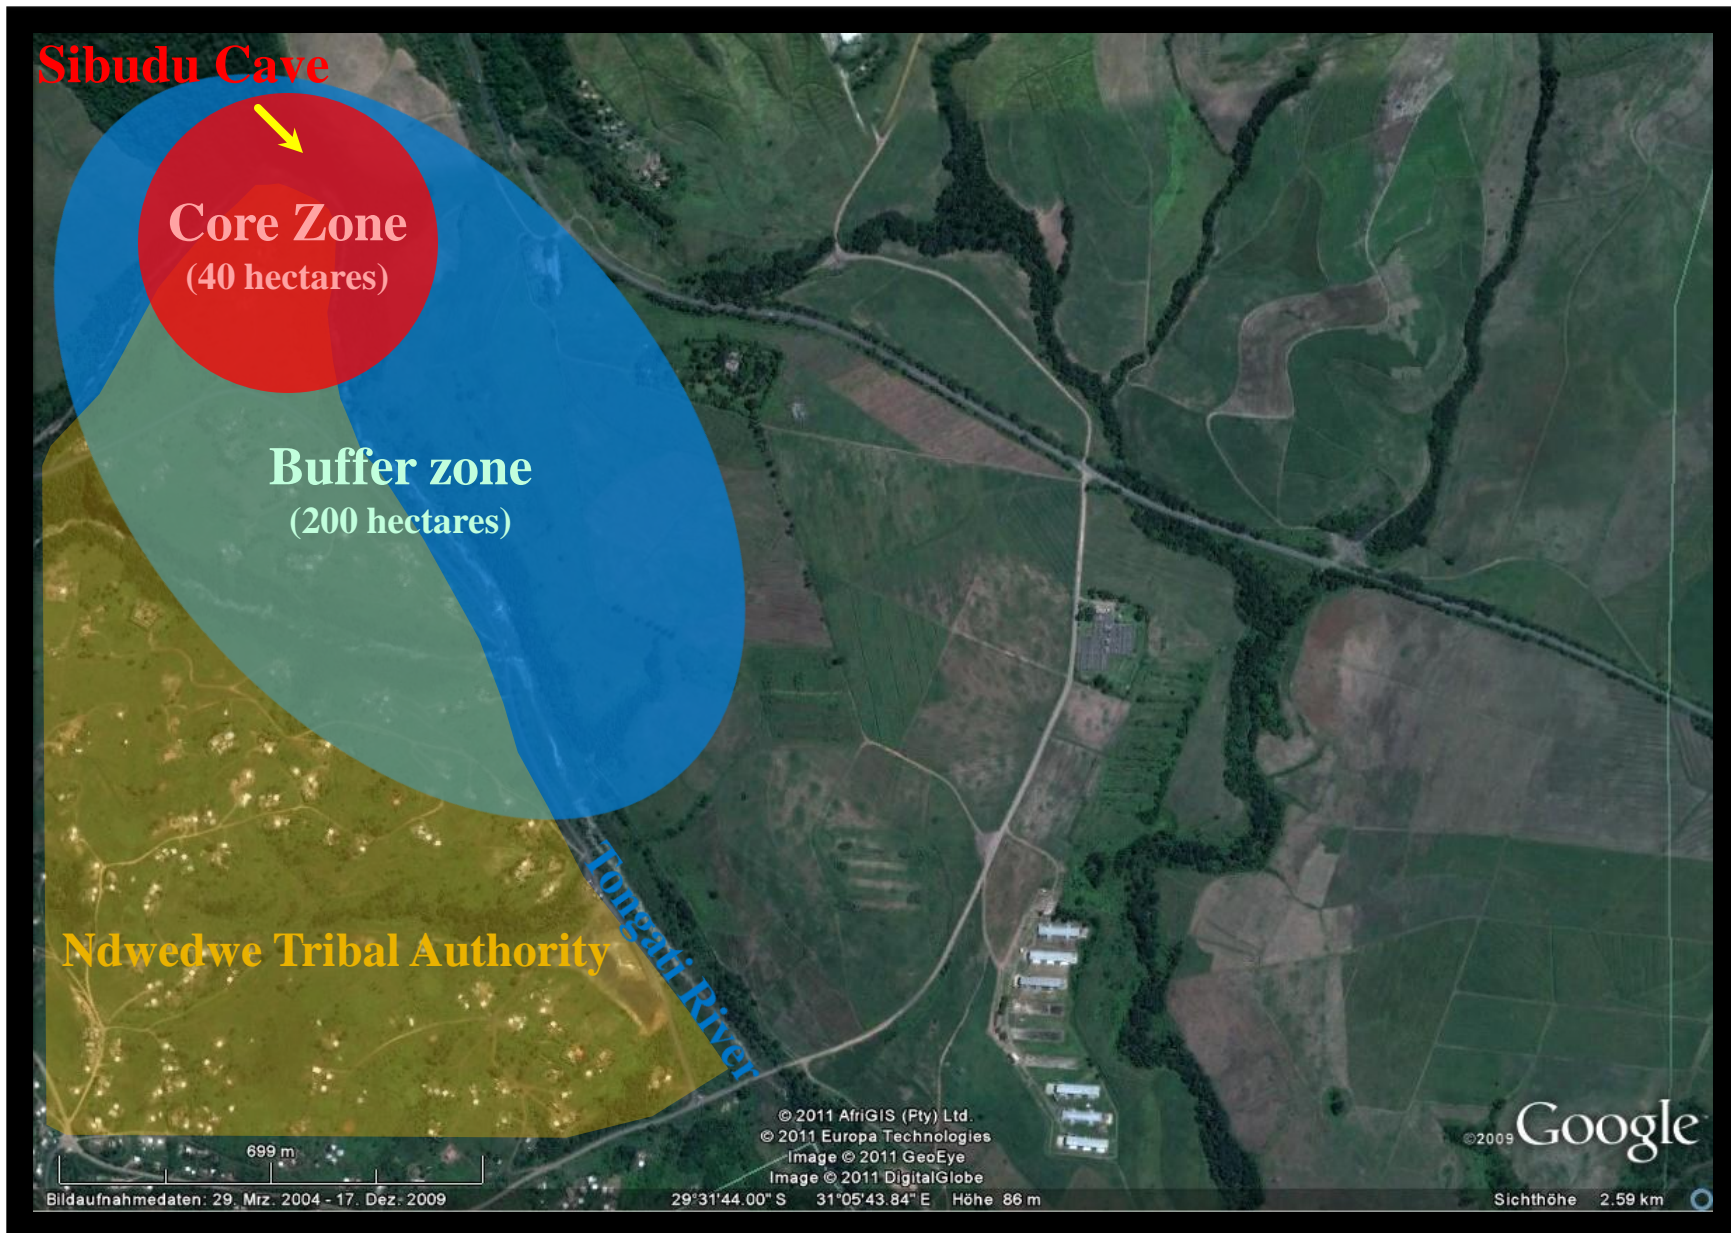 Sibudu Cave
Core Zone
(40 hectares)
Buffer zone
(200 hectares)
Ndwedwe Tribal Authority
Tongati River
699 m
© 2011 AfriGIS (Pty) Ltd.
© 2011 Europa Technologies
Image © 2011 GeoEye
Image © 2011 DigitalGlobe
©2009 Google
Bildaufnahmedaten: 29. Mrz. 2004 - 17. Dez. 2009
29°31'44.00" S 31°05'43.84" E Höhe 86 m
Sichthöhe 2.59 km